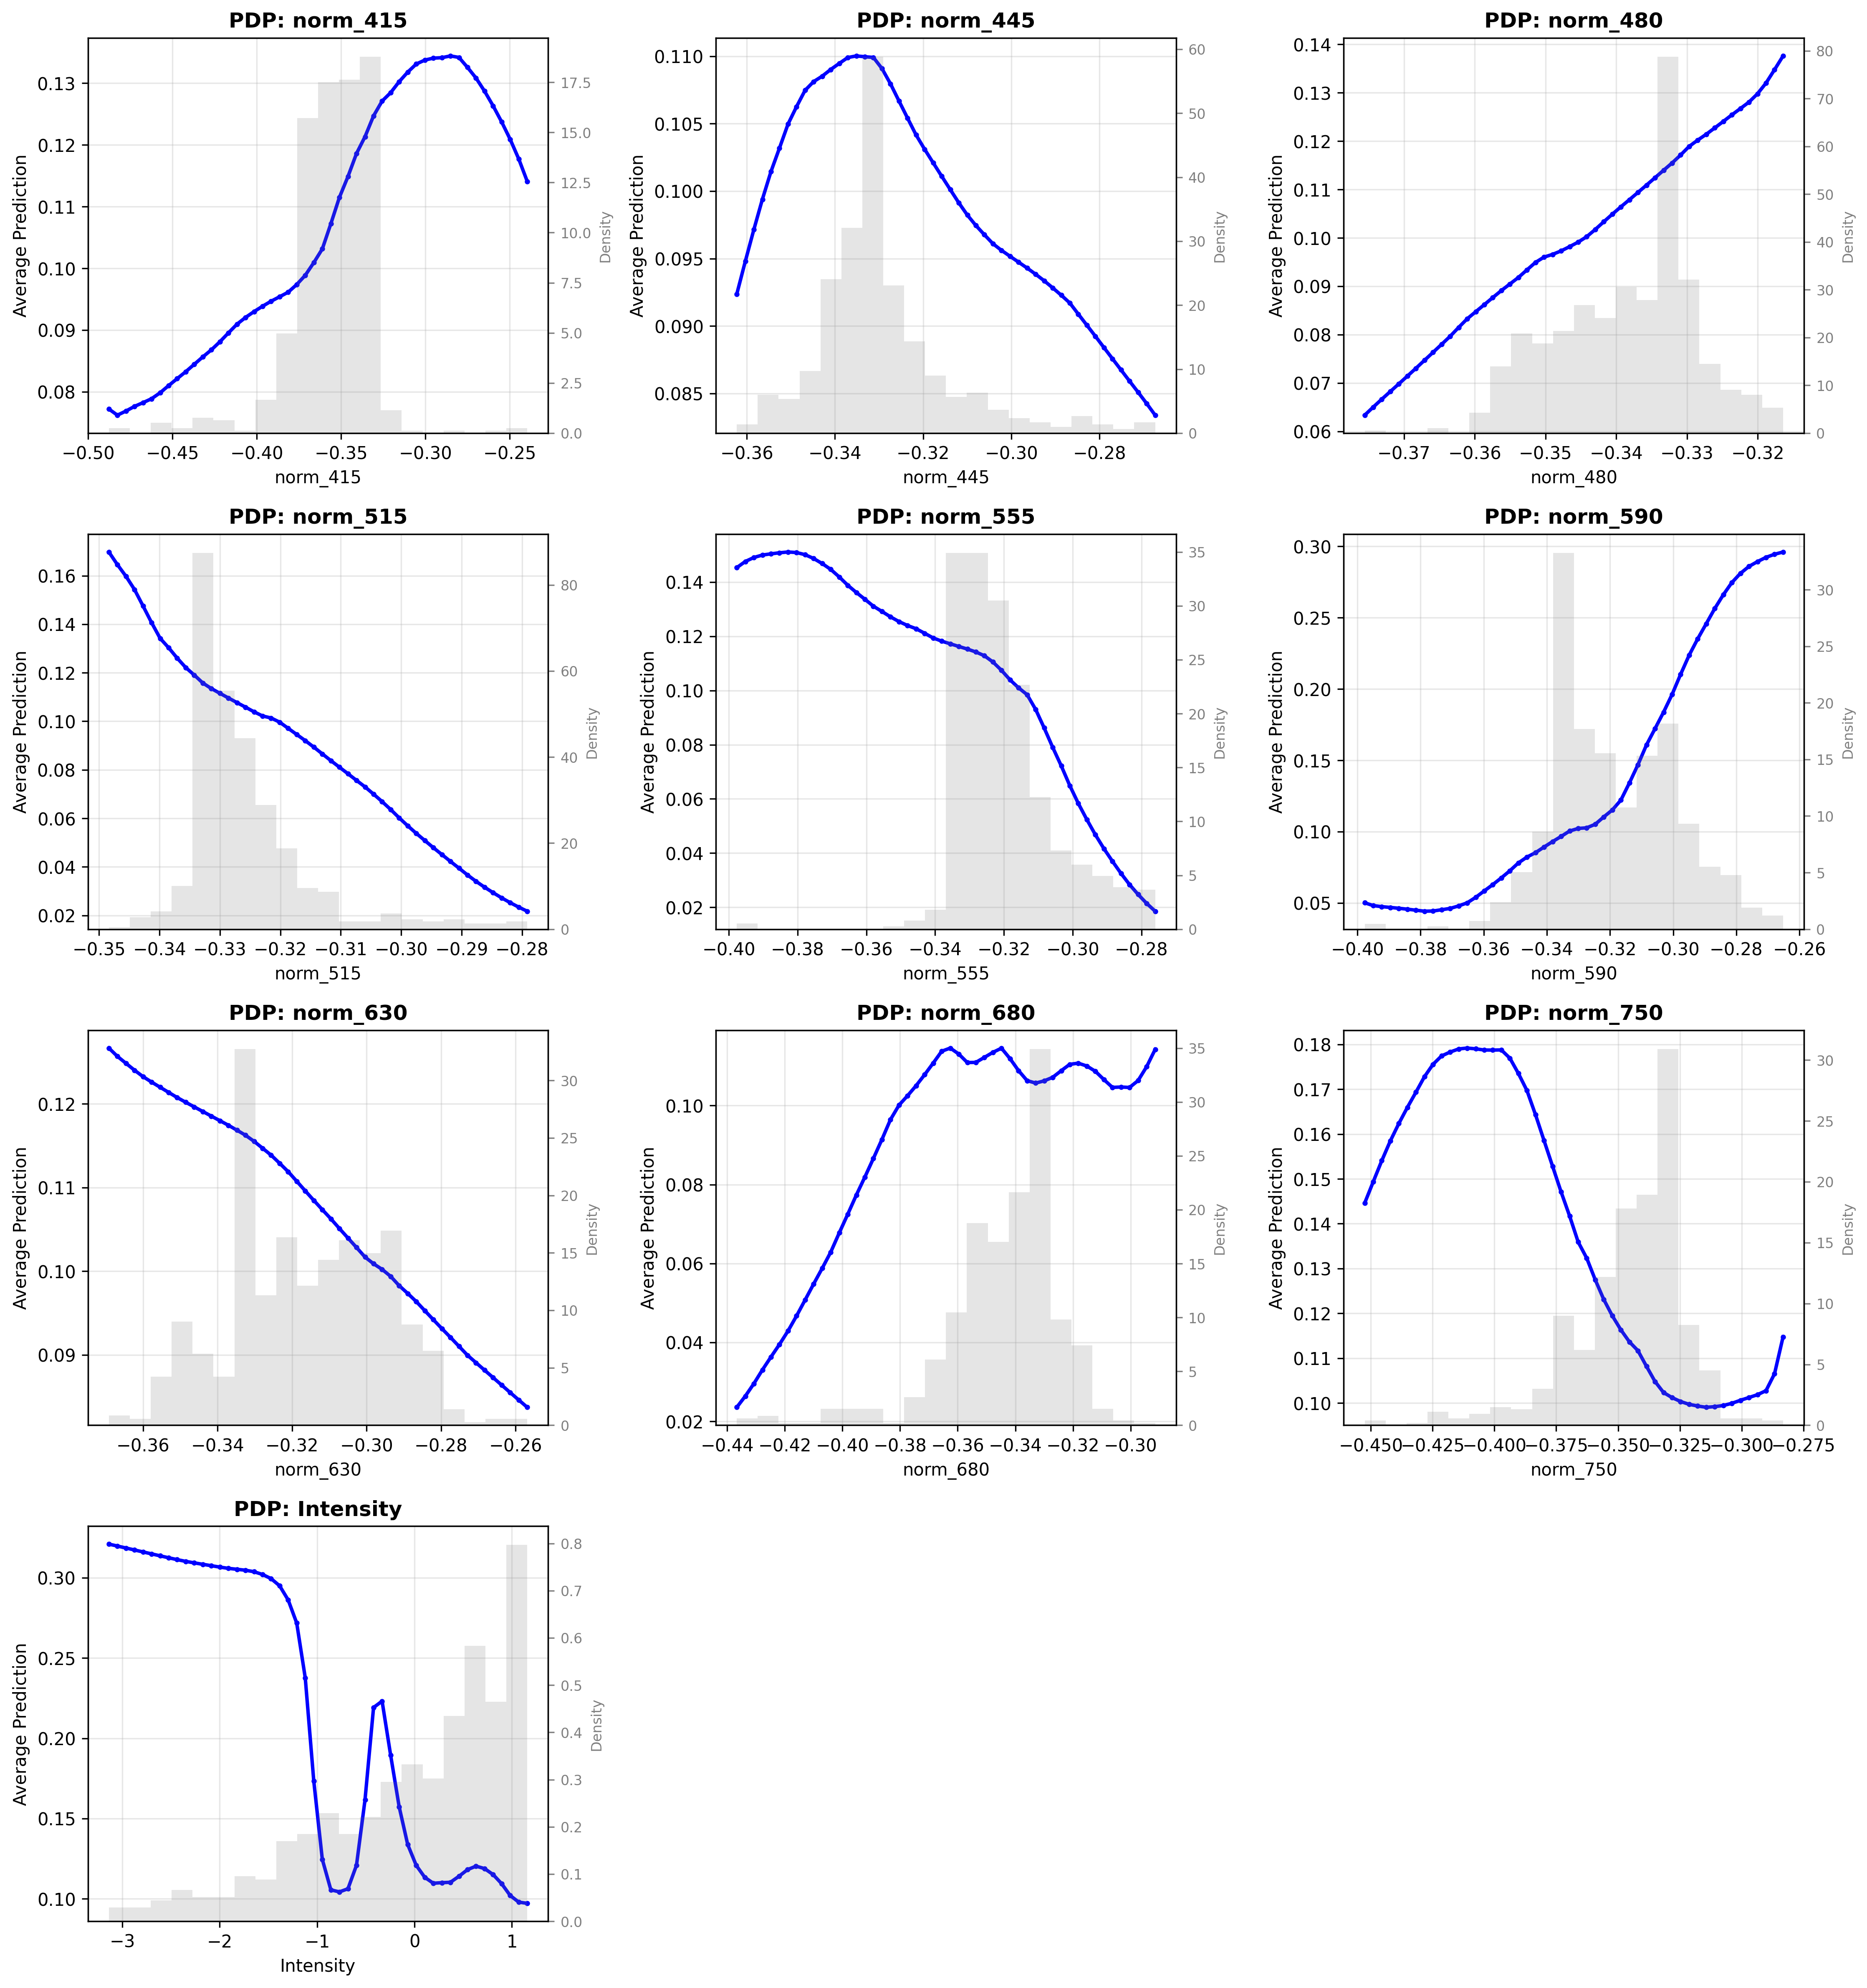 PDP: norm_415
Average Prediction
0.13
0.12
0.11
0.10
0.09
0.08
17.5
15.0
12.5
10.0
7.5
5.0
2.5
0.0
Density
−0.50 −0.45 −0.40 −0.35 −0.30 −0.25
norm_415
PDP: norm_445
Average Prediction
0.110
0.105
0.100
0.095
0.090
0.085
60
50
40
30
20
10
0
Density
−0.36 −0.34 −0.32 −0.30 −0.28
norm_445
PDP: norm_480
Average Prediction
0.14
0.13
0.12
0.11
0.10
0.09
0.08
0.07
0.06
80
70
60
50
40
30
20
10
0
Density
−0.37 −0.36 −0.35 −0.34 −0.33 −0.32
norm_480
PDP: norm_515
Average Prediction
0.16
0.14
0.12
0.10
0.08
0.06
0.04
0.02
80
60
40
20
0
Density
−0.35 −0.34 −0.33 −0.32 −0.31 −0.30 −0.29 −0.28
norm_515
PDP: norm_555
Average Prediction
0.14
0.12
0.10
0.08
0.06
0.04
0.02
35
30
25
20
15
10
5
0
Density
−0.40 −0.38 −0.36 −0.34 −0.32 −0.30 −0.28
norm_555
PDP: norm_590
Average Prediction
0.30
0.25
0.20
0.15
0.10
0.05
30
25
20
15
10
5
0
Density
−0.40 −0.38 −0.36 −0.34 −0.32 −0.30 −0.28 −0.26
norm_590
PDP: norm_630
Average Prediction
0.12
0.11
0.10
0.09
30
25
20
15
10
5
0
Density
−0.36 −0.34 −0.32 −0.30 −0.28 −0.26
norm_630
PDP: norm_680
Average Prediction
0.10
0.08
0.06
0.04
0.02
35
30
25
20
15
10
5
0
Density
−0.44 −0.42 −0.40 −0.38 −0.36 −0.34 −0.32 −0.30
norm_680
PDP: norm_750
Average Prediction
0.18
0.17
0.16
0.15
0.14
0.13
0.12
0.11
0.10
30
25
20
15
10
5
0
Density
−0.450 −0.425 −0.400 −0.375 −0.350 −0.325 −0.300 −0.275
norm_750
PDP: Intensity
Average Prediction
0.30
0.25
0.20
0.15
0.10
0.8
0.7
0.6
0.5
0.4
0.3
0.2
0.1
0.0
Density
−3 −2 −1 0 1
Intensity